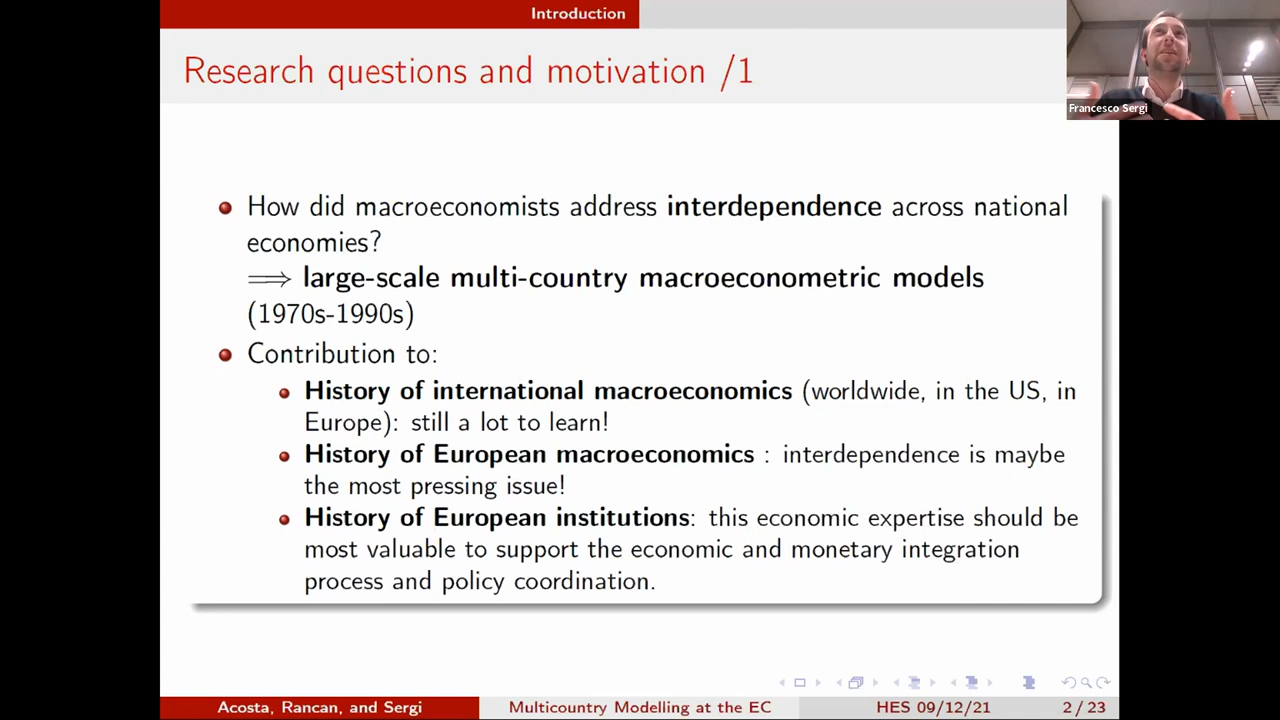 Introduction
Research questions and motivation /1
Francesco Sergi
How did macroeconomists address interdependence across national
economies?
⟹ large-scale multi-country macroeconometric models
(1970s-1990s)
Contribution to:
History of international macroeconomics (worldwide, in the US, in
Europe): still a lot to learn!
History of European macroeconomics : interdependence is maybe
the most pressing issue!
History of European institutions: this economic expertise should be
most valuable to support the economic and monetary integration
process and policy coordination.
Acosta, Rancan, and Sergi
Multicountry Modelling at the EC
HES 09/12/21
2 / 23